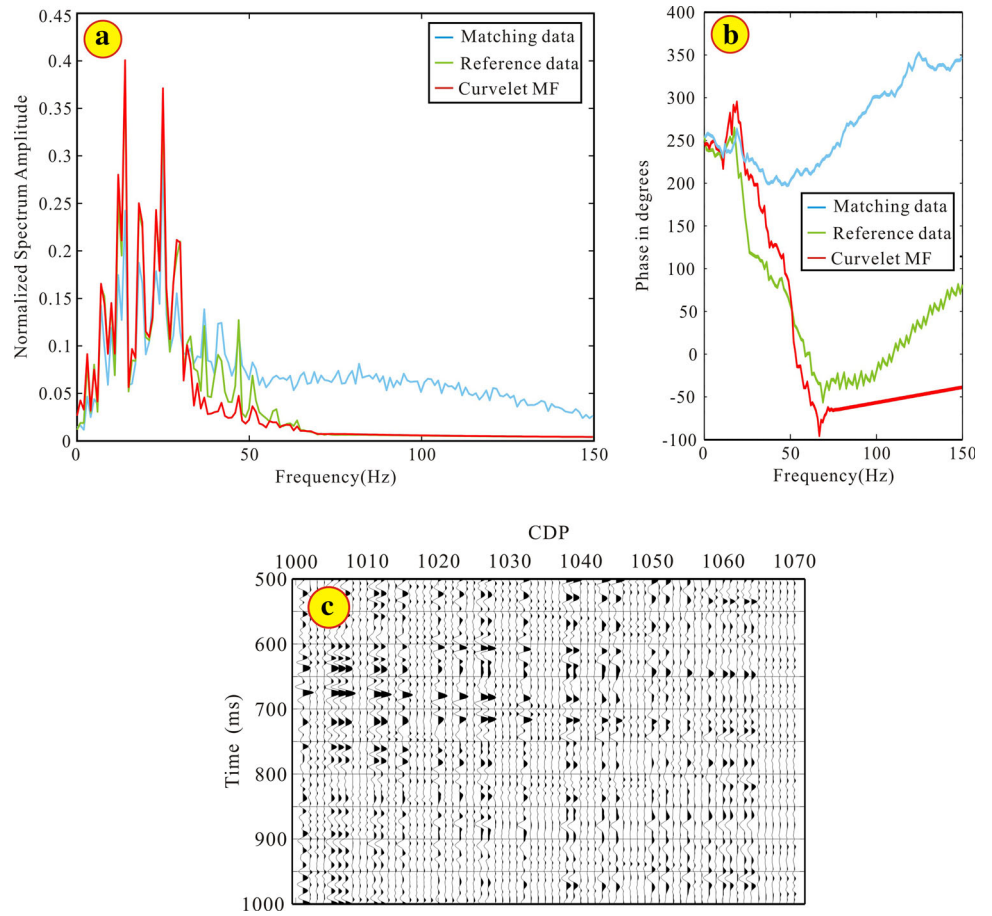 a
Normalized Spectrum Amplitude
0.45
0.4
0.35
0.3
0.25
0.2
0.15
0.1
0.05
0
Matching data
Reference data
Curvelet MF
0 50 100 150
Frequency(Hz)
b
Phase in degrees
400
350
300
250
200
150
100
50
0
-50
-100
Matching data
Reference data
Curvelet MF
0 50 100 150
Frequency(Hz)
CDP
1000 1010 1020 1030 1040 1050 1060 1070
c
Time (ms)
500
600
700
800
900
1000